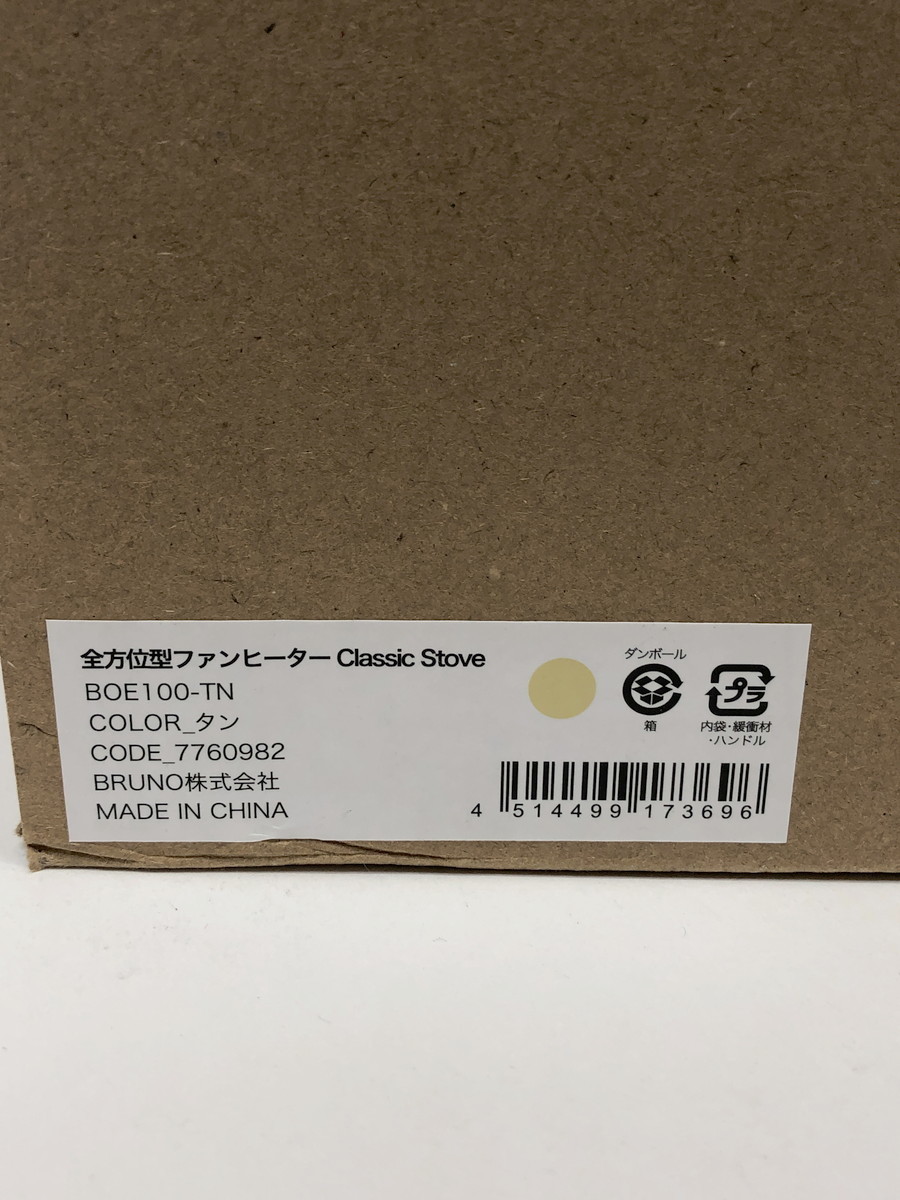 全方位型ファンヒーター Classic Stove
BOE100-TN
COLOR_タン
CODE_7760982
BRUNO株式会社
MADE IN CHINA
ダンボール
箱
プラ
内袋・緩衝材
・ハンドル
4 514499 173696